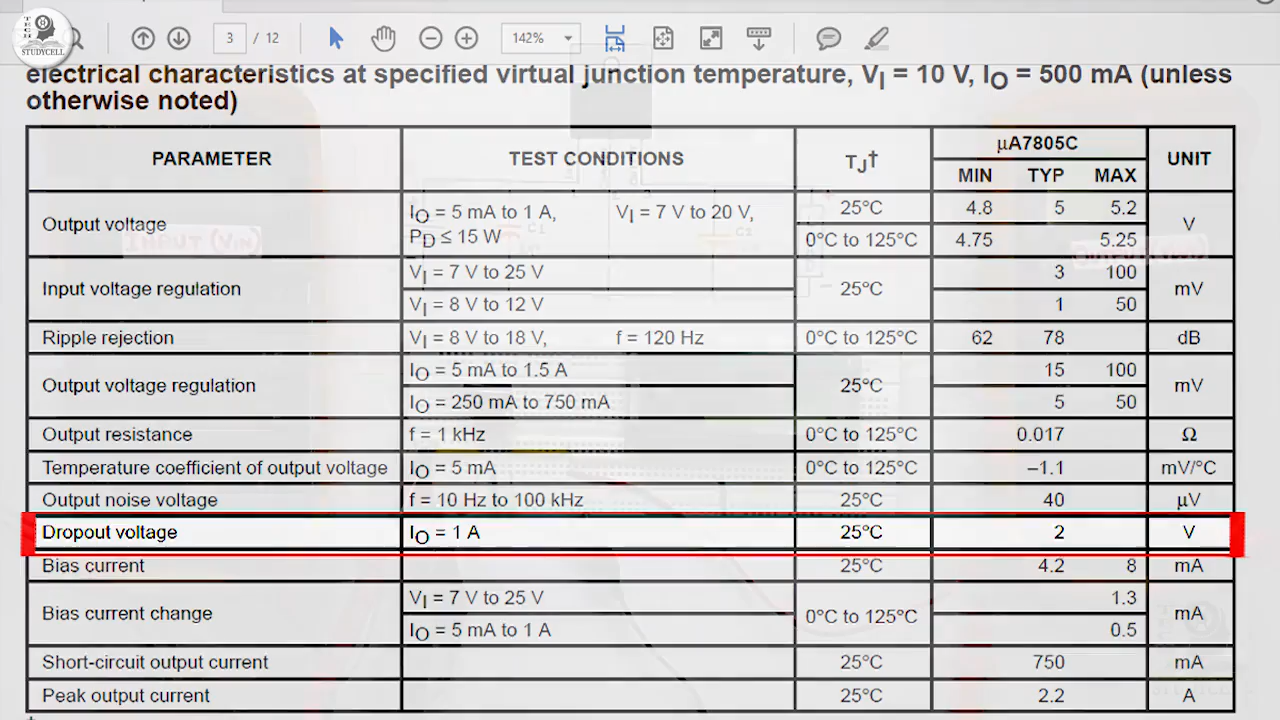 TECH
STUDYCELL
3 / 12
142%
electrical characteristics at specified virtual junction temperature, VI = 10 V, IO = 500 mA (unless
otherwise noted)
PARAMETER TEST CONDITIONS TJ† µA7805C UNIT
MIN TYP MAX
Output voltage IO = 5 mA to 1 A, VI = 7 V to 20 V, PD ≤ 15 W 25°C 4.8 5 5.2 V
0°C to 125°C 4.75 5.25
Input voltage regulation VI = 7 V to 25 V 25°C 3 100 mV
VI = 8 V to 12 V 1 50
Ripple rejection VI = 8 V to 18 V, f = 120 Hz 0°C to 125°C 62 78 dB
Output voltage regulation IO = 5 mA to 1.5 A 25°C 15 100 mV
IO = 250 mA to 750 mA 5 50
Output resistance f = 1 kHz 0°C to 125°C 0.017 Ω
Temperature coefficient of output voltage IO = 5 mA 0°C to 125°C –1.1 mV/°C
Output noise voltage f = 10 Hz to 100 kHz 25°C 40 µV
Dropout voltage IO = 1 A 25°C 2 V
Bias current 25°C 4.2 8 mA
Bias current change VI = 7 V to 25 V 0°C to 125°C 1.3 mA
IO = 5 mA to 1 A 0.5
Short-circuit output current 25°C 750 mA
Peak output current 25°C 2.2 A
INPUT (Vin)
C1
C2